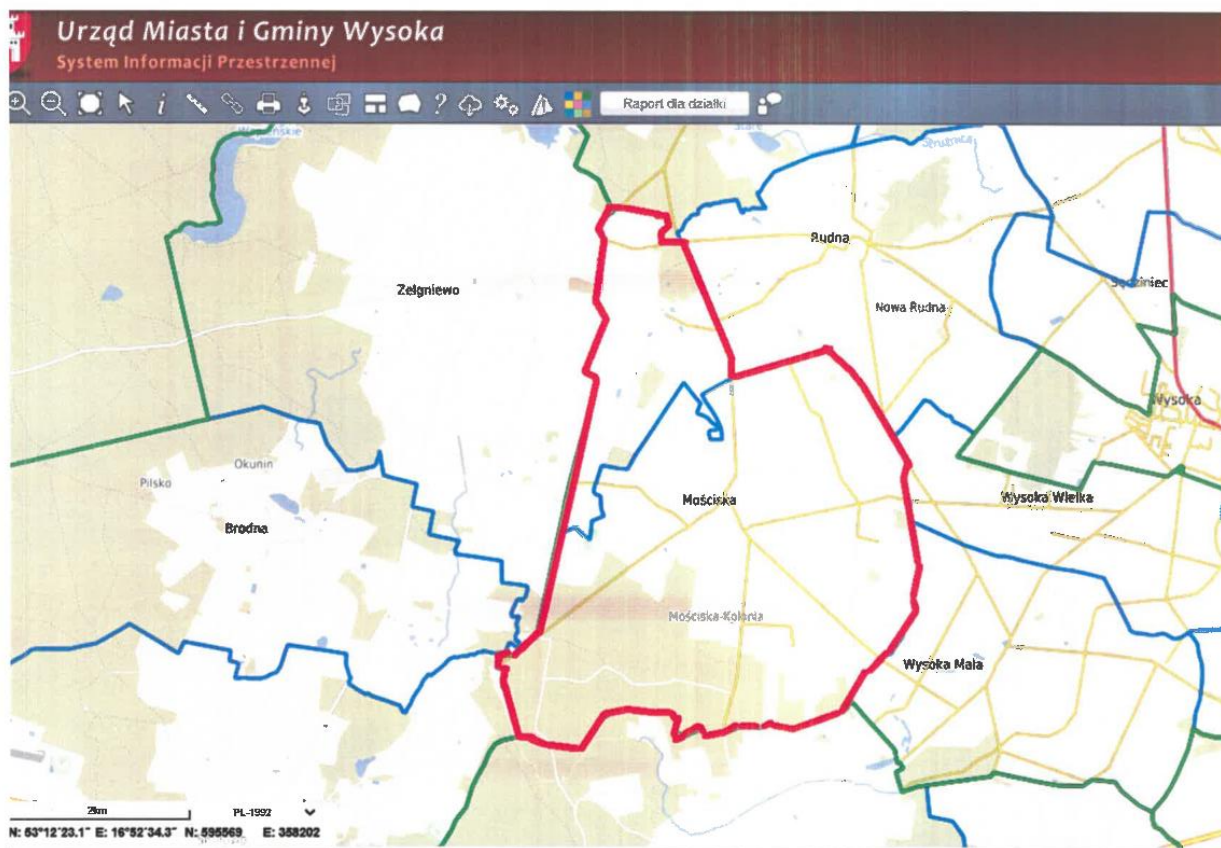 Urząd Miasta i Gminy Wysoka
System Informacji Przestrzennej
i ? Raport dla działki
Stare
Rudna
Zelgniewo
Nowa Rudna
Wysoka
Okunin
Pilsko
Brodna
Mościska
Wysoka Wielka
Mościska-Kolonia
Wysoka Mała
2km PL-1992
N: 53°12'23.1" E: 16°52'34.3" N: 595569 E: 358202